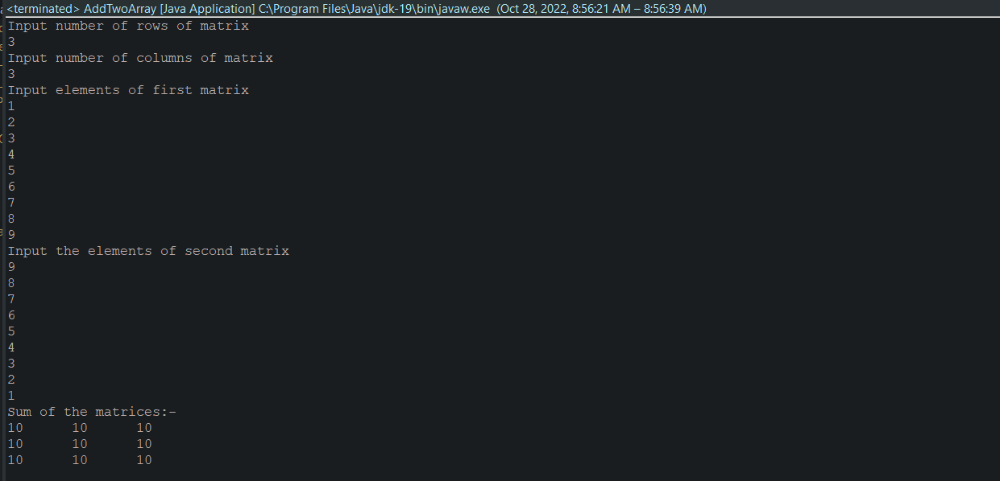 <terminated> AddTwoArray [Java Application] C:\Program Files\Java\jdk-19\bin\javaw.exe (Oct 28, 2022, 8:56:21 AM – 8:56:39 AM)
Input number of rows of matrix
3
Input number of columns of matrix
3
Input elements of first matrix
1
2
3
4
5
6
7
8
9
Input the elements of second matrix
9
8
7
6
5
4
3
2
1
Sum of the matrices:-
10 10 10
10 10 10
10 10 10